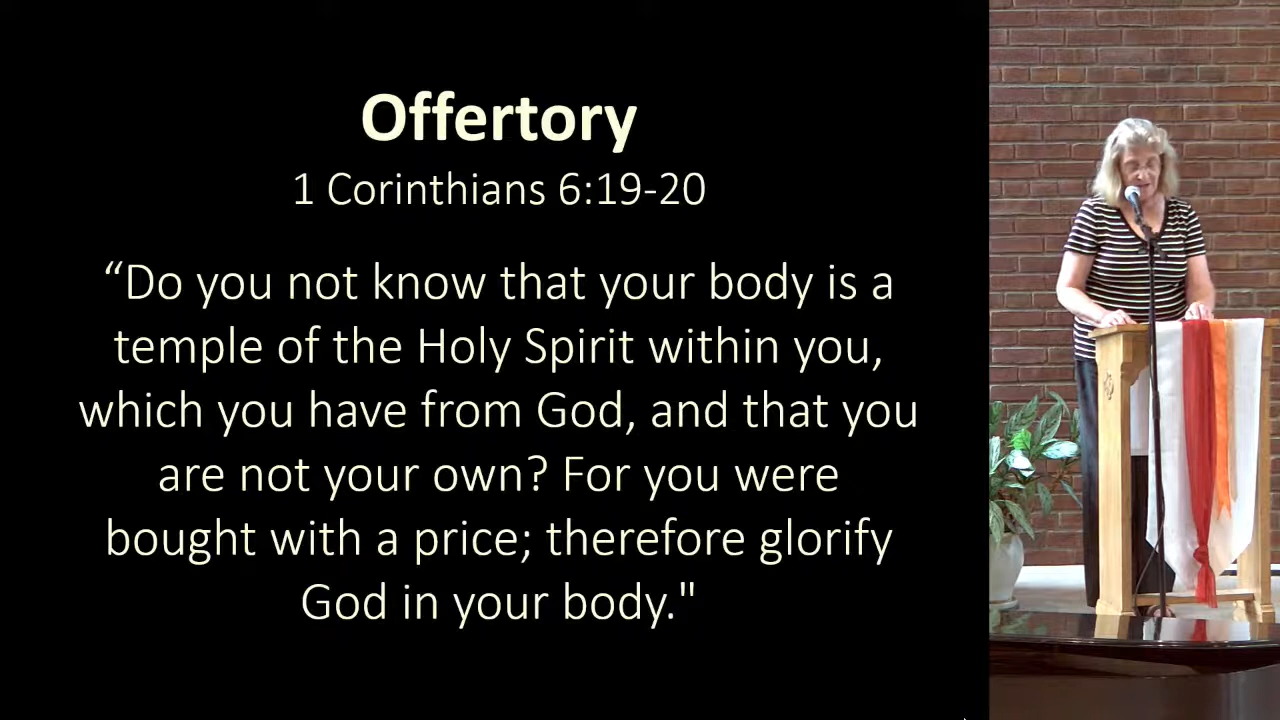 Offertory
1 Corinthians 6:19-20
“Do you not know that your body is a
temple of the Holy Spirit within you,
which you have from God, and that you
are not your own? For you were
bought with a price; therefore glorify
God in your body."